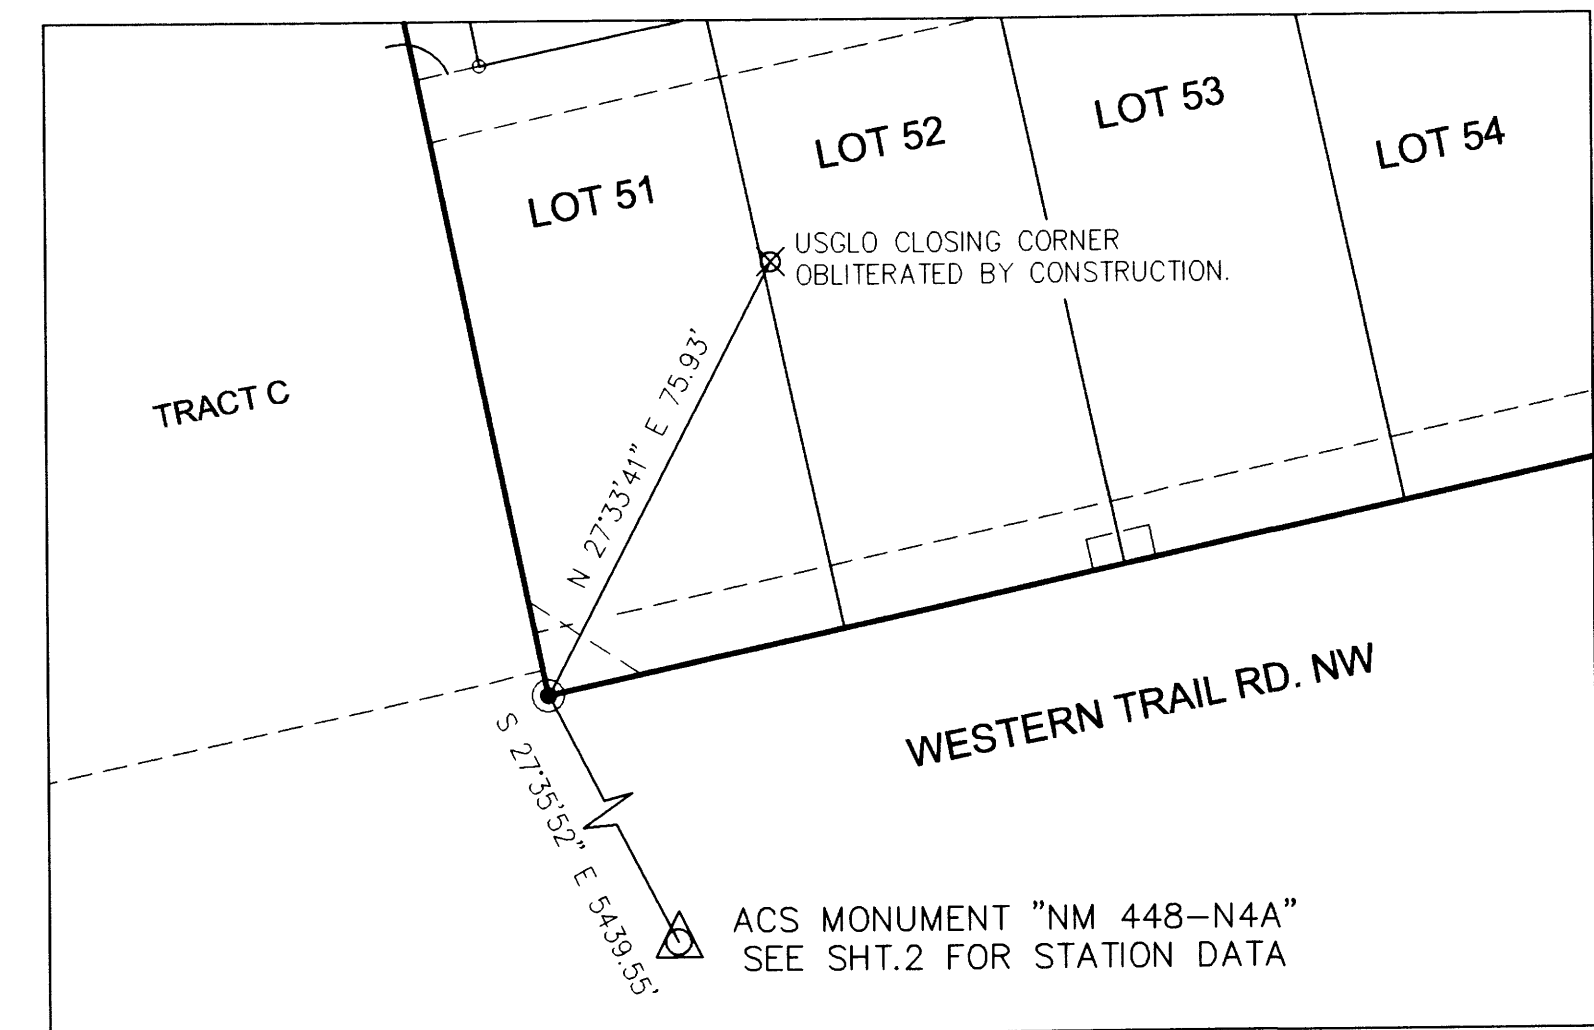 LOT 51
LOT 52
LOT 53
LOT 54
USGLO CLOSING CORNER
OBLITERATED BY CONSTRUCTION.
TRACT C
N 27°33'41" E 75.93'
WESTERN TRAIL RD. NW
S 27°35'52" E 5439.55'
ACS MONUMENT "NM 448-N4A"
SEE SHT.2 FOR STATION DATA